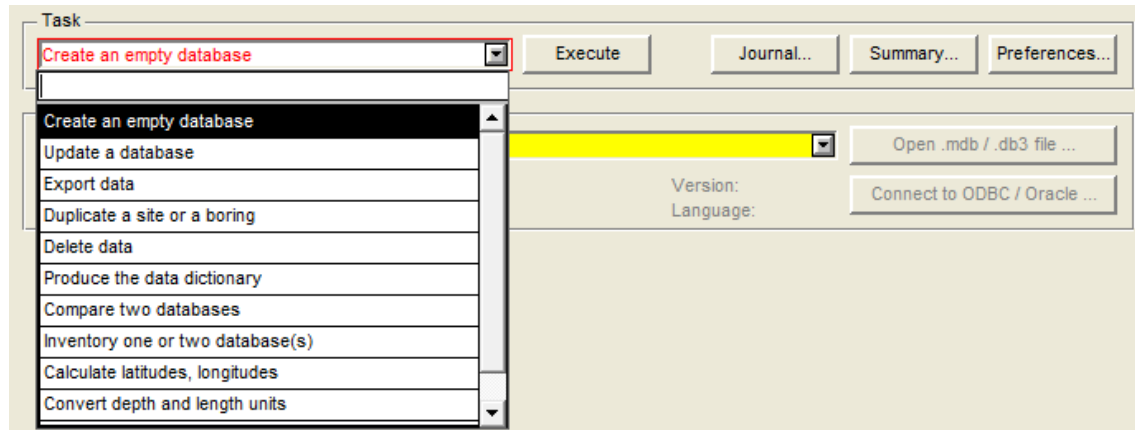 Task
Create an empty database Execute Journal... Summary... Preferences...
Create an empty database
Update a database
Open .mdb / .db3 file ...
Export data
Version:
Connect to ODBC / Oracle ...
Duplicate a site or a boring
Language:
Delete data
Produce the data dictionary
Compare two databases
Inventory one or two database(s)
Calculate latitudes, longitudes
Convert depth and length units